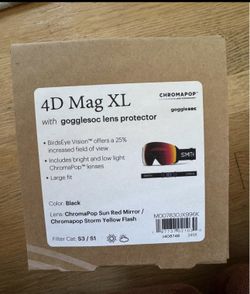 CHROMAPOP™
gogglesoc®
4D Mag XL
with gogglesoc lens protector
• BirdsEye Vision™ offers a 25%
increased field of view
• Includes bright and low light
ChromaPop™ lenses
• Large fit
SMITH
Color: Black
Lens: ChromaPop Sun Red Mirror /
Chromapop Storm Yellow Flash
Filter Cat: S3 / S1